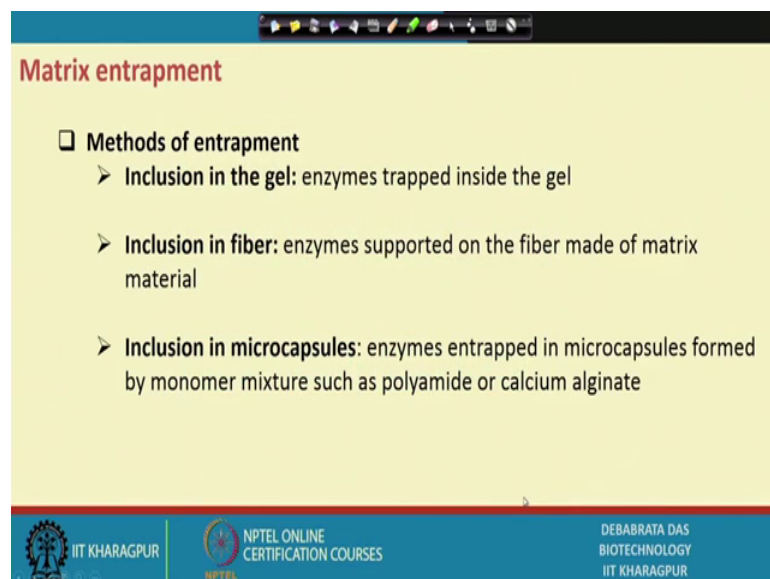 Matrix entrapment
Methods of entrapment
Inclusion in the gel: enzymes trapped inside the gel
Inclusion in fiber: enzymes supported on the fiber made of matrix
material
Inclusion in microcapsules: enzymes entrapped in microcapsules formed
by monomer mixture such as polyamide or calcium alginate
IIT KHARAGPUR
NPTEL
NPTEL ONLINE
CERTIFICATION COURSES
DEBABRATA DAS
BIOTECHNOLOGY
IIT KHARAGPUR